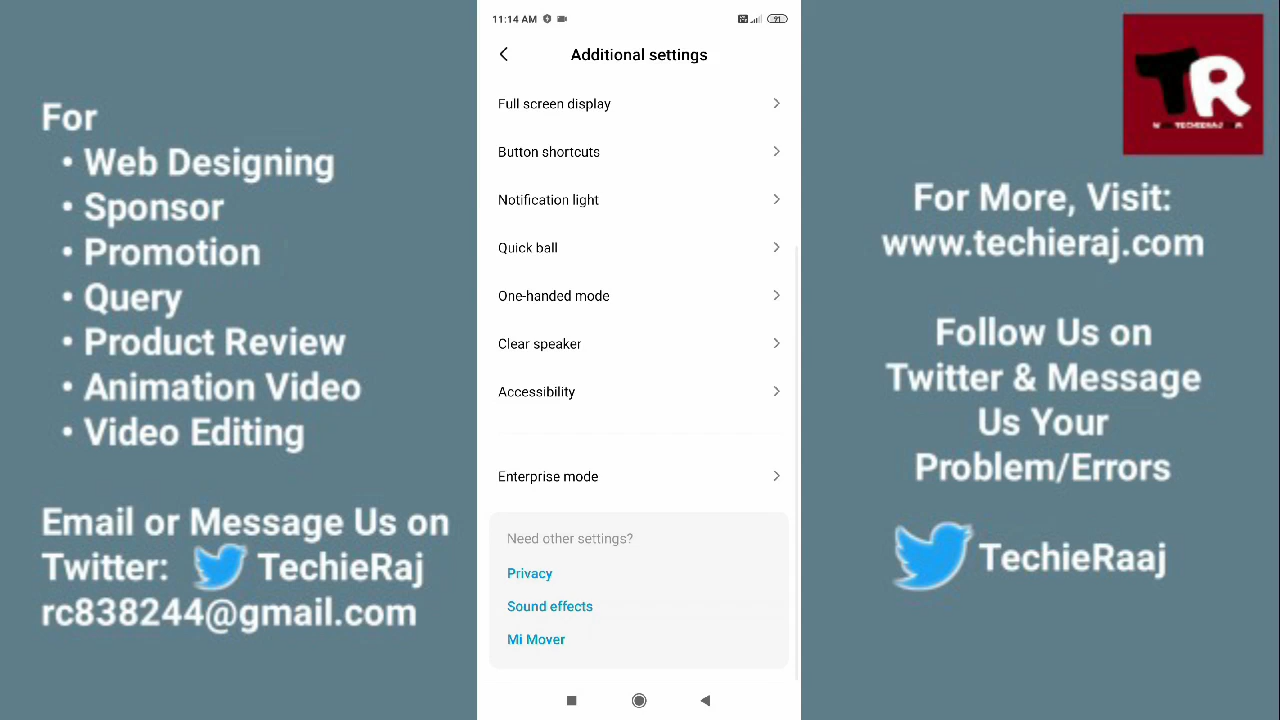 For
• Web Designing
• Sponsor
• Promotion
• Query
• Product Review
• Animation Video
• Video Editing
Email or Message Us on
Twitter: TechieRaj
rc838244@gmail.com
11:14 AM
91
Additional settings
Full screen display
Button shortcuts
Notification light
Quick ball
One-handed mode
Clear speaker
Accessibility
Enterprise mode
Need other settings?
Privacy
Sound effects
Mi Mover
TR
For More, Visit:
www.techieraj.com
Follow Us on
Twitter & Message
Us Your
Problem/Errors
TechieRaaj